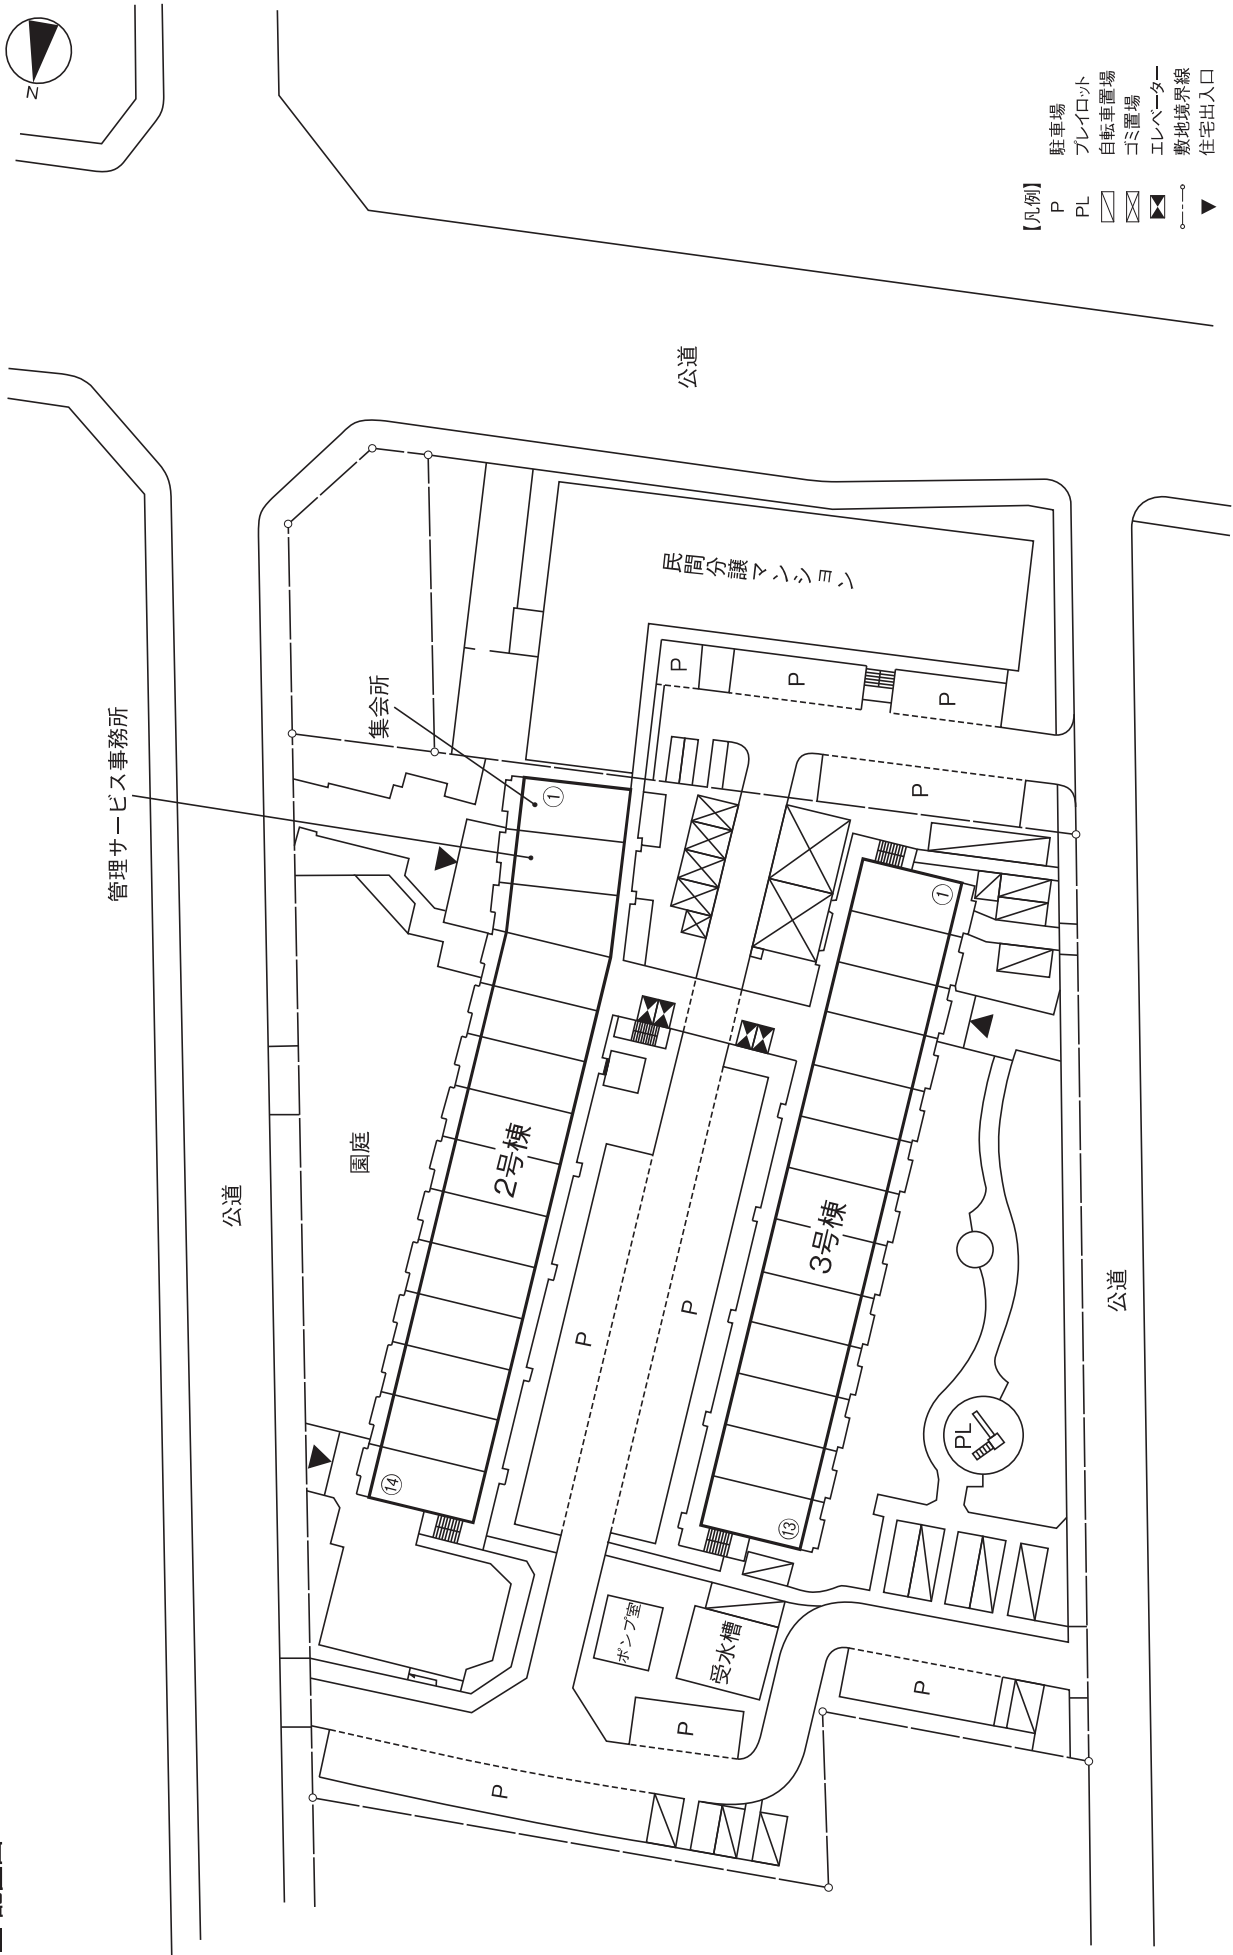 【凡例】
P 駐車場
PL プレイロット
自転車置場
ゴミ置場
エレベーター
敷地境界線
住宅出入口
N
公道
民間分譲マンション
P
P
P
P
集会所
管理サービス事務所
①
①
2号棟
3号棟
園庭
公道
公道
P
P
PL
⑭
⑬
ポンプ室
受水槽
P
P
P